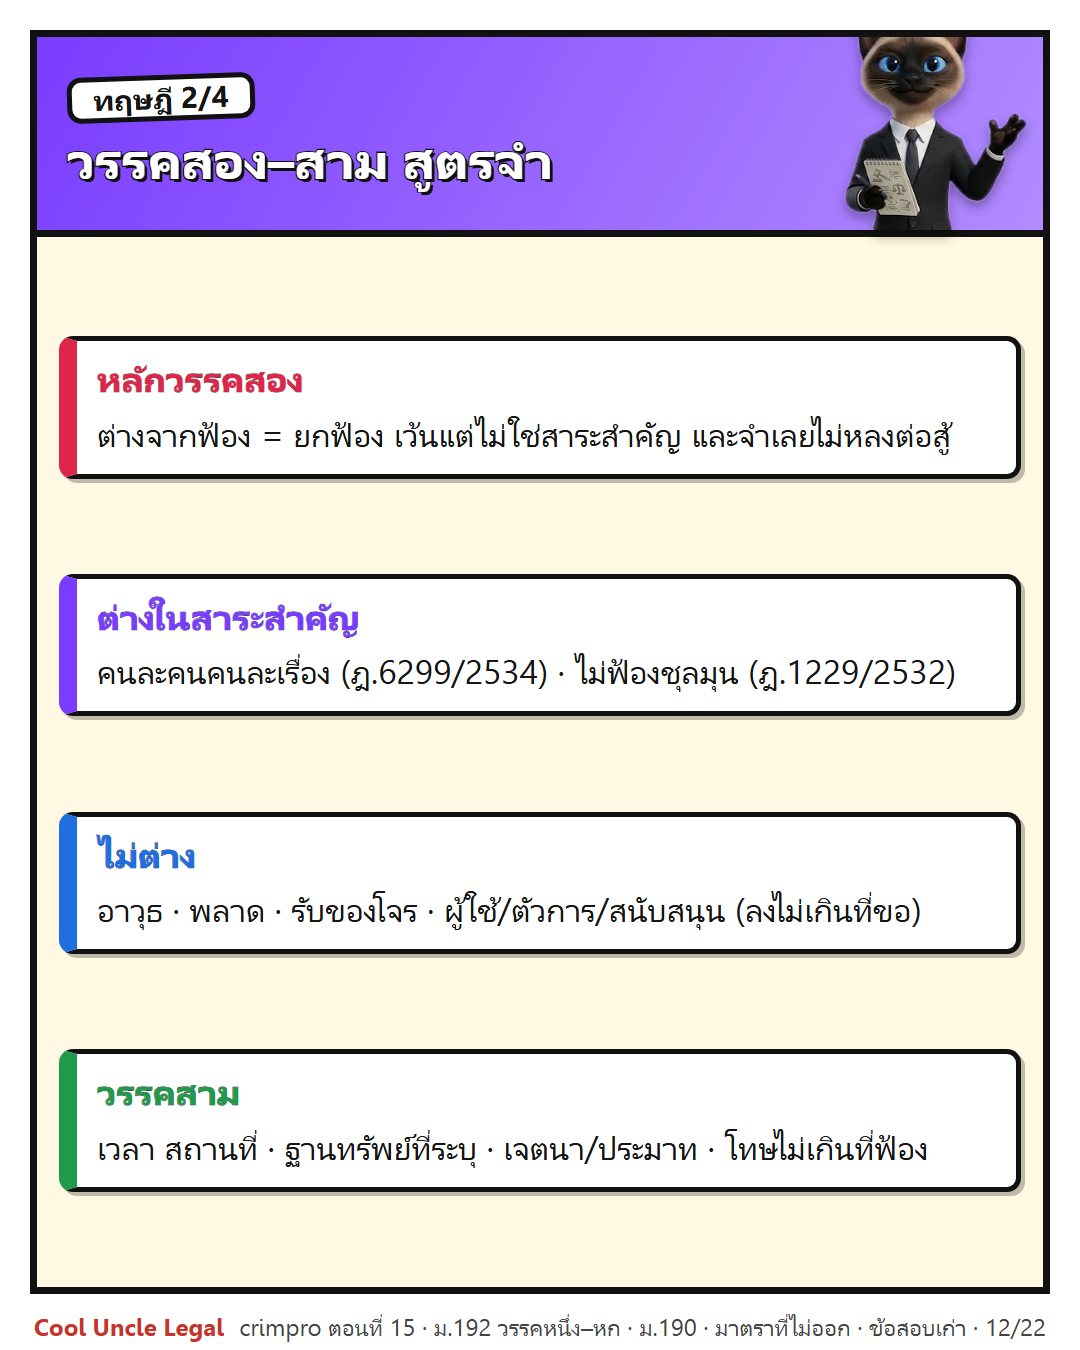 ทฤษฎี 2/4
วรรคสอง–สาม สูตรจำ
หลักวรรคสอง
ต่างจากฟ้อง = ยกฟ้อง เว้นแต่ไม่ใช่สาระสำคัญ และจำเลยไม่หลงต่อสู้
ต่างในสาระสำคัญ
คนละคนคนละเรื่อง (ฎ.6299/2534) · ไม่ฟ้องชุลมุน (ฎ.1229/2532)
ไม่ต่าง
อาวุธ · พลาด · รับของโจร · ผู้ใช้/ตัวการ/สนับสนุน (ลงไม่เกินที่ขอ)
วรรคสาม
เวลา สถานที่ · ฐานทรัพย์ที่ระบุ · เจตนา/ประมาท · โทษไม่เกินที่ฟ้อง
Cool Uncle Legal crimpro ตอนที่ 15 · ม.192 วรรคหนึ่ง–หก · ม.190 · มาตราที่ไม่ออก · ข้อสอบเก่า · 12/22